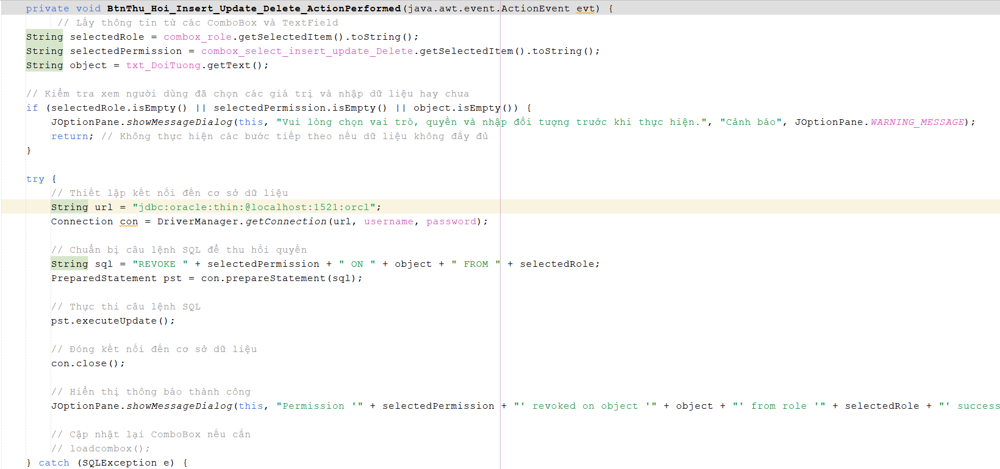 private void BtnThu_Hoi_Insert_Update_Delete_ActionPerformed(java.awt.event.ActionEvent evt) {
// Lấy thông tin từ các ComboBox và TextField
String selectedRole = combox_role.getSelectedItem().toString();
String selectedPermission = combox_select_insert_update_Delete.getSelectedItem().toString();
String object = txt_DoiTuong.getText();
// Kiểm tra xem người dùng đã chọn các giá trị và nhập dữ liệu hay chưa
if (selectedRole.isEmpty() || selectedPermission.isEmpty() || object.isEmpty()) {
JOptionPane.showMessageDialog(this, "Vui lòng chọn vai trò, quyền và nhập đối tượng trước khi thực hiện.", "Cảnh báo", JOptionPane.WARNING_MESSAGE);
return; // Không thực hiện các bước tiếp theo nếu dữ liệu không đầy đủ
}
try {
// Thiết lập kết nối đến cơ sở dữ liệu
String url = "jdbc:oracle:thin:@localhost:1521:orcl";
Connection con = DriverManager.getConnection(url, username, password);
// Chuẩn bị câu lệnh SQL để thu hồi quyền
String sql = "REVOKE " + selectedPermission + " ON " + object + " FROM " + selectedRole;
PreparedStatement pst = con.prepareStatement(sql);
// Thực thi câu lệnh SQL
pst.executeUpdate();
// Đóng kết nối đến cơ sở dữ liệu
con.close();
// Hiển thị thông báo thành công
JOptionPane.showMessageDialog(this, "Permission '" + selectedPermission + "' revoked on object '" + object + "' from role '" + selectedRole + "' success
// Cập nhật lại ComboBox nếu cần
// loadcombox();
} catch (SQLException e) {